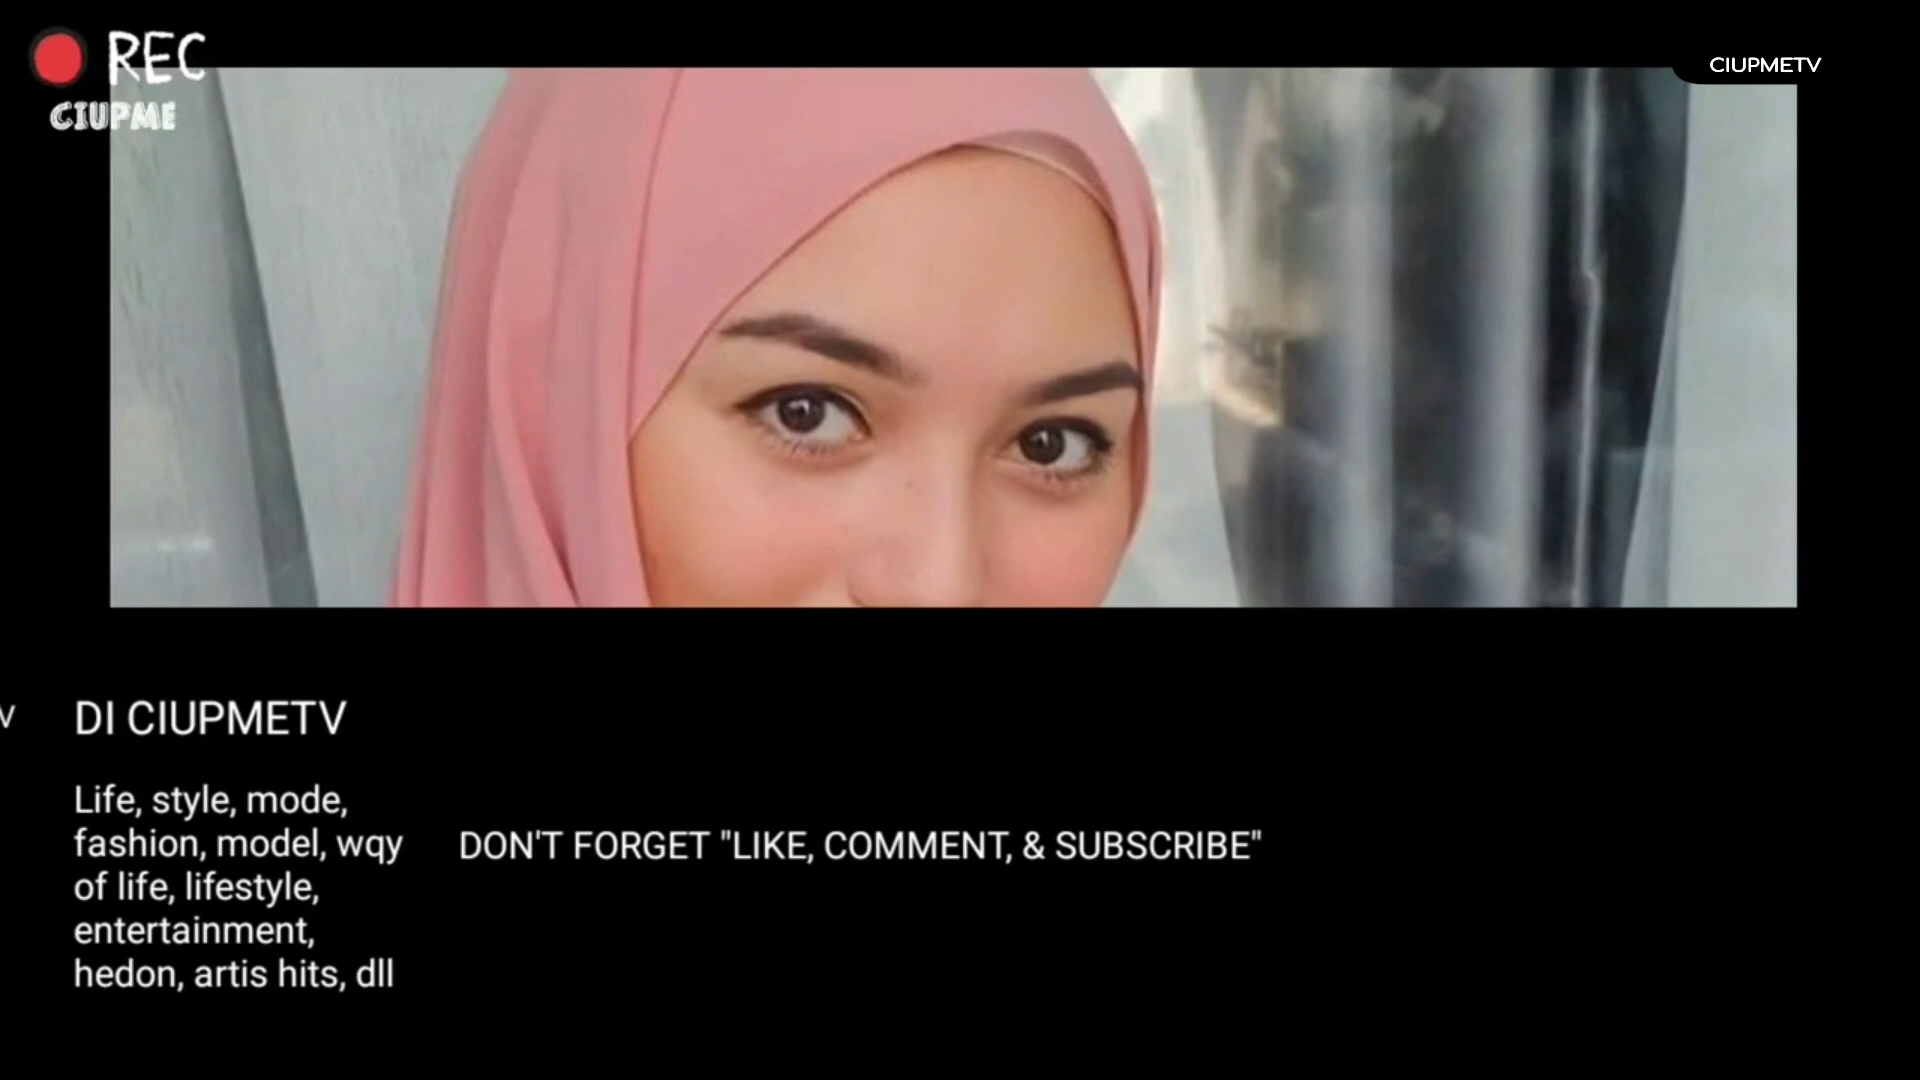 REC
CIUPME
CIUPMETV
V
DI CIUPMETV
Life, style, mode,
fashion, model, wqy
of life, lifestyle,
entertainment,
hedon, artis hits, dll
DON'T FORGET "LIKE, COMMENT, & SUBSCRIBE"